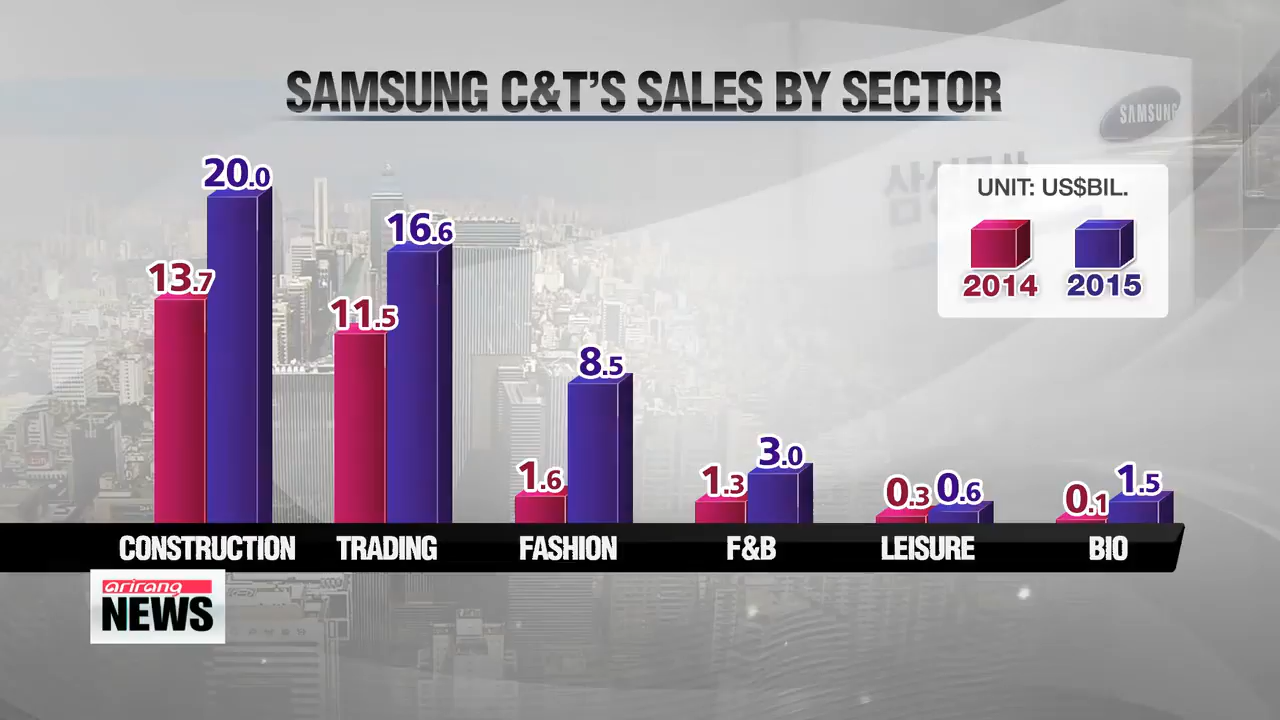 SAMSUNG C&T'S SALES BY SECTOR
SAMSUNG
UNIT: US$BIL.
2014 2015
20.0
13.7
16.6
11.5
8.5
1.6
3.0
1.3
0.3 0.6
0.1 1.5
CONSTRUCTION TRADING FASHION F&B LEISURE BIO
arirang
NEWS